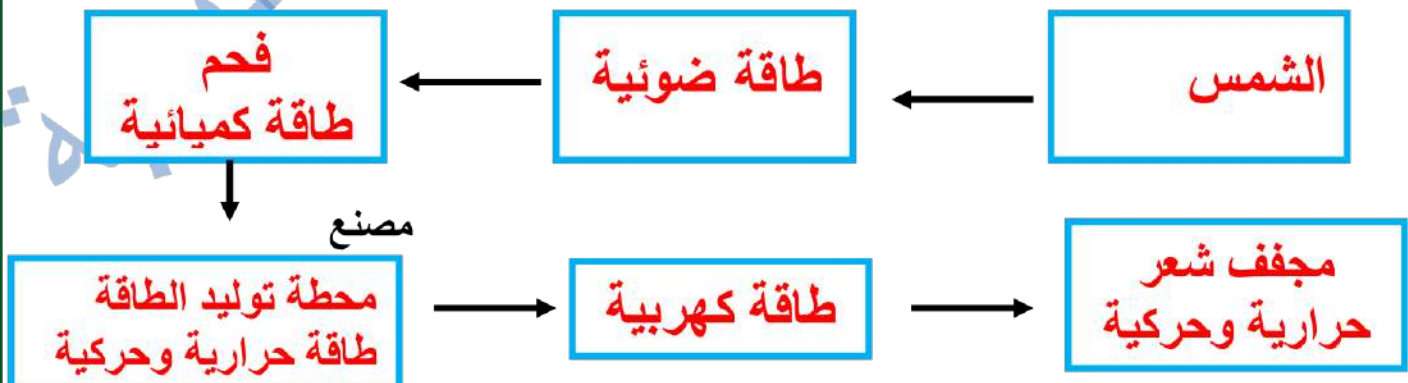 الشمس
طاقة ضوئية
فحم
طاقة كميائية
مصنع
محطة توليد الطاقة
طاقة حرارية وحركية
طاقة كهربية
مجفف شعر
حرارية وحركية